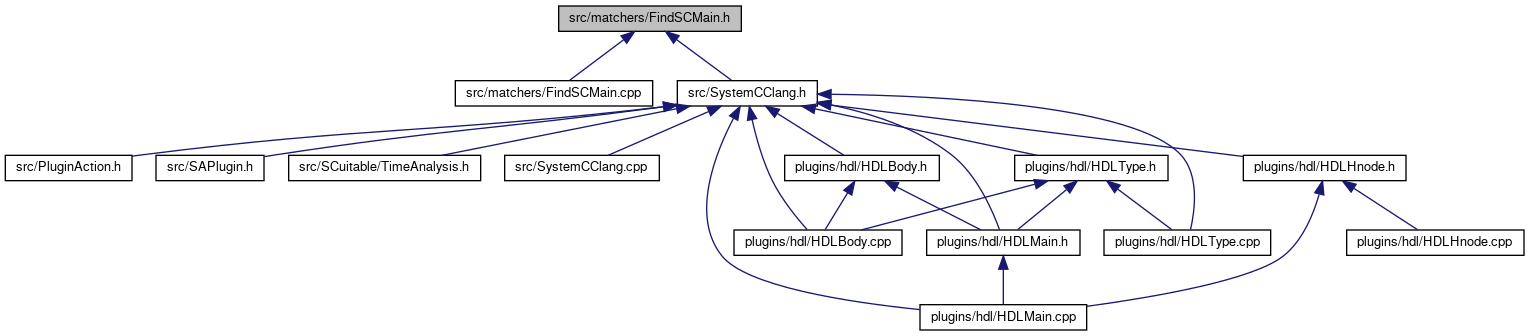 src/matchers/FindSCMain.h
src/matchers/FindSCMain.cpp
src/SystemCClang.h
src/PluginAction.h
src/SAPlugin.h
src/SCuitable/TimeAnalysis.h
src/SystemCClang.cpp
plugins/hdl/HDLBody.h
plugins/hdl/HDLType.h
plugins/hdl/HDLHnode.h
plugins/hdl/HDLBody.cpp
plugins/hdl/HDLMain.h
plugins/hdl/HDLType.cpp
plugins/hdl/HDLHnode.cpp
plugins/hdl/HDLMain.cpp